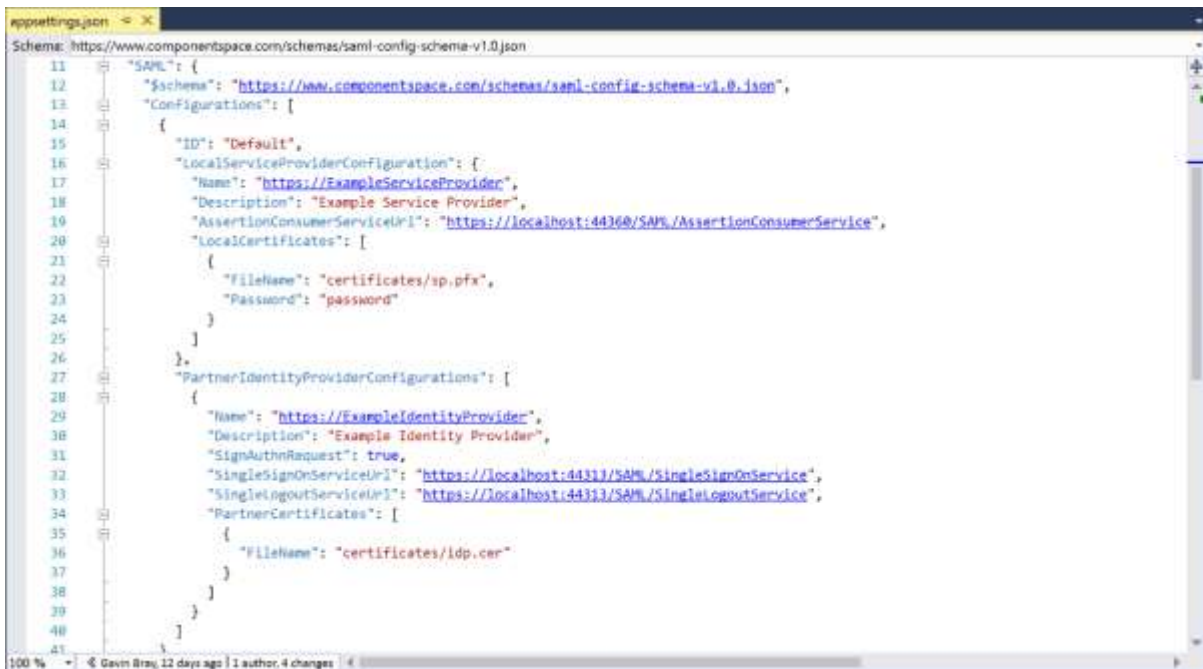 appsettings.json
Schema: https://www.componentspace.com/schemas/saml-config-schema-v1.0.json
11 "SAML": {
12 "$schema": "https://www.componentspace.com/schemas/saml-config-schema-v1.0.json",
13 "Configurations": [
14 {
15 "ID": "Default",
16 "LocalServiceProviderConfiguration": {
17 "Name": "https://ExampleServiceProvider",
18 "Description": "Example Service Provider",
19 "AssertionConsumerServiceUrl": "https://localhost:44360/SAML/AssertionConsumerService",
20 "LocalCertificates": [
21 {
22 "FileName": "certificates/sp.pfx",
23 "Password": "password"
24 }
25 ]
26 },
27 "PartnerIdentityProviderConfigurations": [
28 {
29 "Name": "https://ExampleIdentityProvider",
30 "Description": "Example Identity Provider",
31 "SignAuthnRequest": true,
32 "SingleSignOnServiceUrl": "https://localhost:44313/SAML/SingleSignOnService",
33 "SingleLogoutServiceUrl": "https://localhost:44313/SAML/SingleLogoutService",
34 "PartnerCertificates": [
35 {
36 "FileName": "certificates/idp.cer"
37 }
38 ]
39 }
40 ]
41 }
100 % Gavin Bray, 12 days ago | 1 author, 4 changes